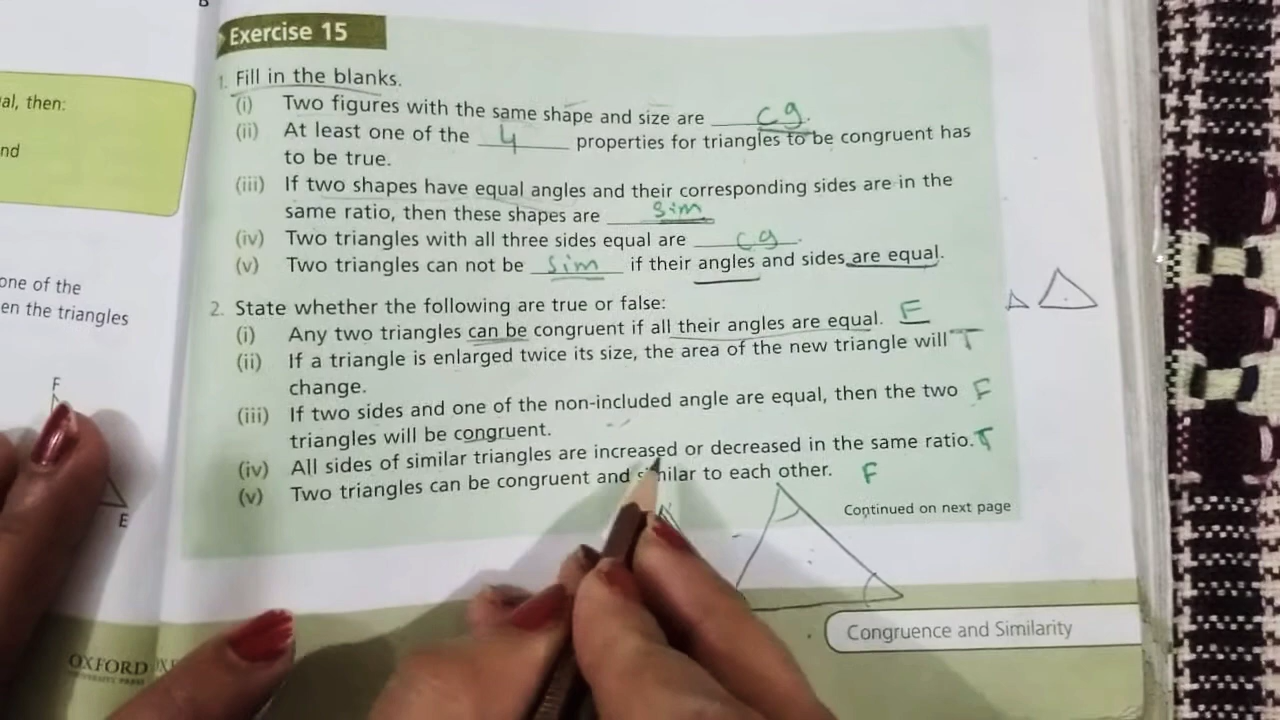 B
Exercise 15
al, then:
nd
one of the
en the triangles
F
E
1. Fill in the blanks.
(i) Two figures with the same shape and size are cg.
(ii) At least one of the 4 properties for triangles to be congruent has
to be true.
(iii) If two shapes have equal angles and their corresponding sides are in the
same ratio, then these shapes are sim
(iv) Two triangles with all three sides equal are cg.
(v) Two triangles can not be sim if their angles and sides are equal.
2. State whether the following are true or false:
(i) Any two triangles can be congruent if all their angles are equal. F
(ii) If a triangle is enlarged twice its size, the area of the new triangle will T
change.
(iii) If two sides and one of the non-included angle are equal, then the two F
triangles will be congruent.
(iv) All sides of similar triangles are increased or decreased in the same ratio. T
(v) Two triangles can be congruent and similar to each other. F
Continued on next page
Congruence and Similarity
OXFORD
UNIVERSITY PRESS